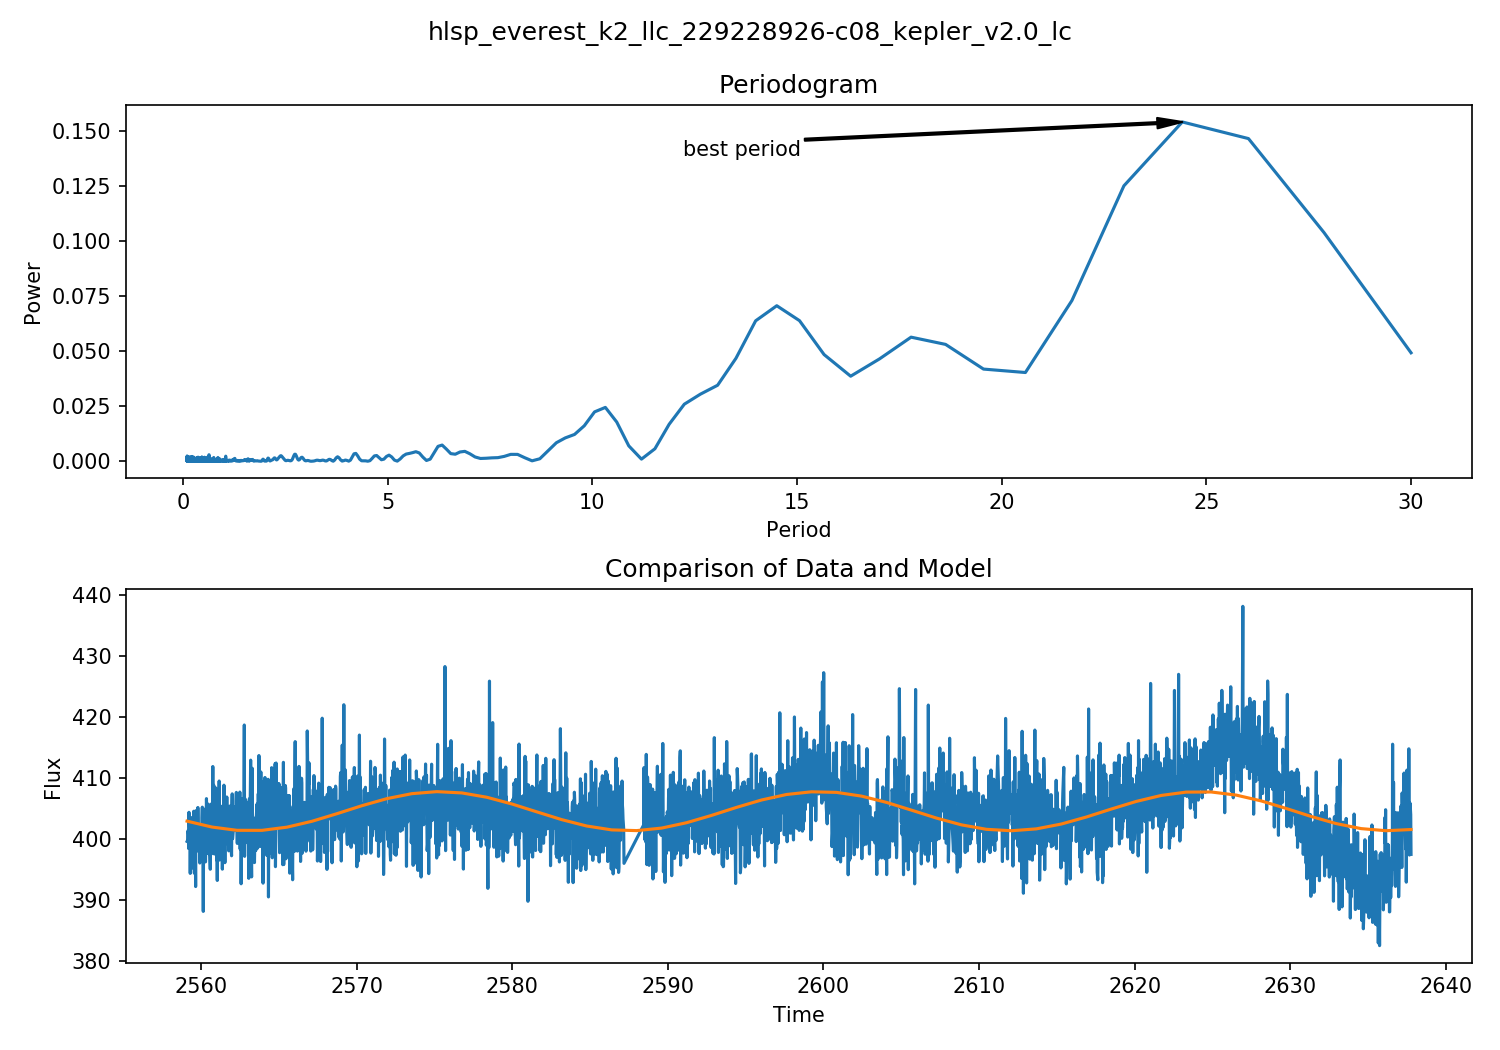 hlsp_everest_k2_llc_229228926-c08_kepler_v2.0_lc
Periodogram
0.150
0.125
0.100
0.075
0.050
0.025
0.000
Power
best period
0 5 10 15 20 25 30
Period
Comparison of Data and Model
440
430
420
410
400
390
380
Flux
2560 2570 2580 2590 2600 2610 2620 2630 2640
Time